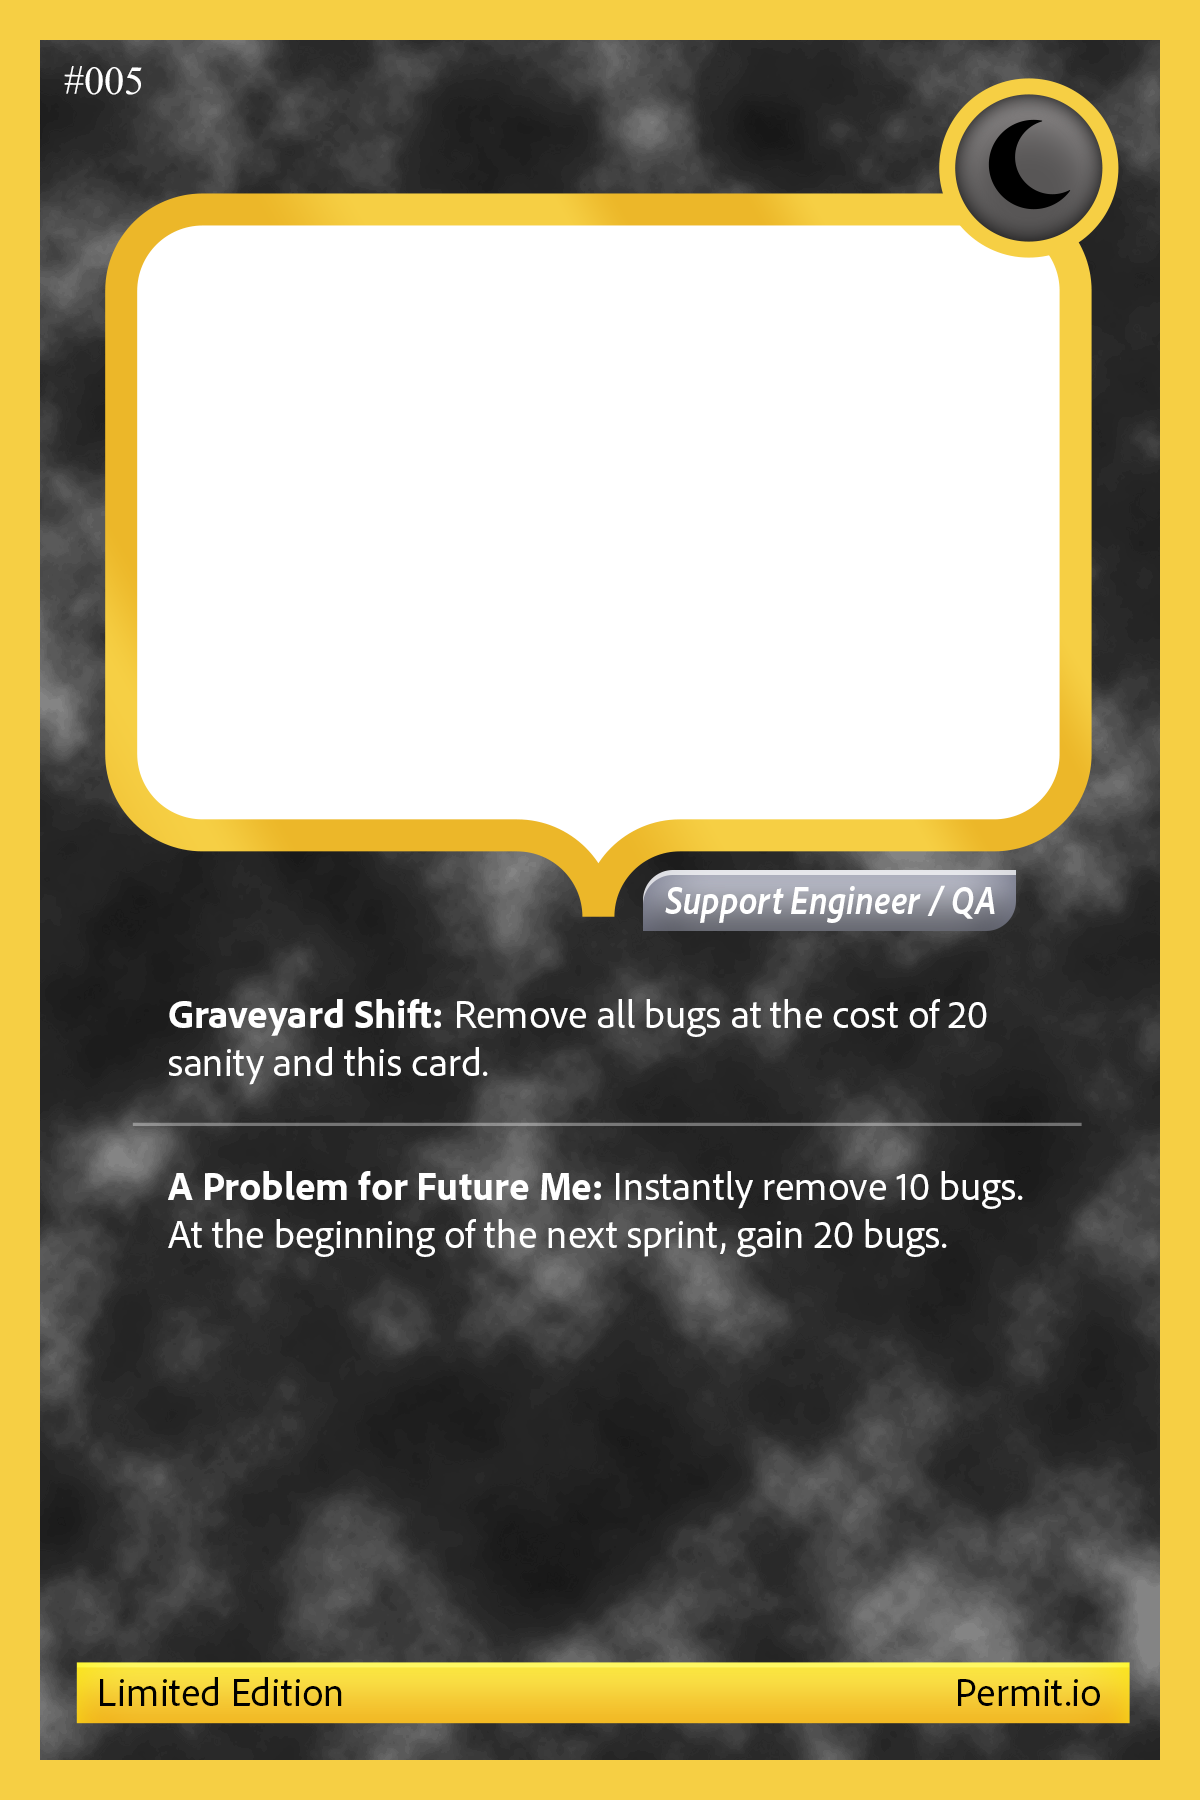 #005
Support Engineer / QA
Graveyard Shift: Remove all bugs at the cost of 20
sanity and this card.
A Problem for Future Me: Instantly remove 10 bugs.
At the beginning of the next sprint, gain 20 bugs.
Limited Edition
Permit.io